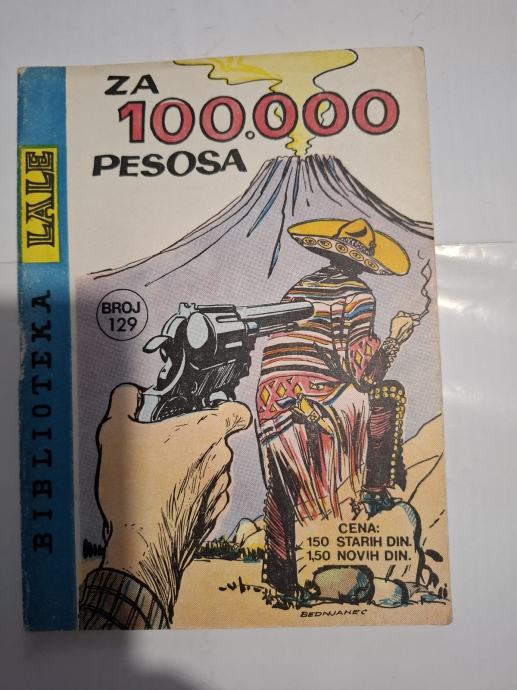 ZA
100.000
PESOSA
BIBLIOTEKA LALE
BROJ
129
CENA:
150 STARIH DIN.
1,50 NOVIH DIN.
BEDNJANEC